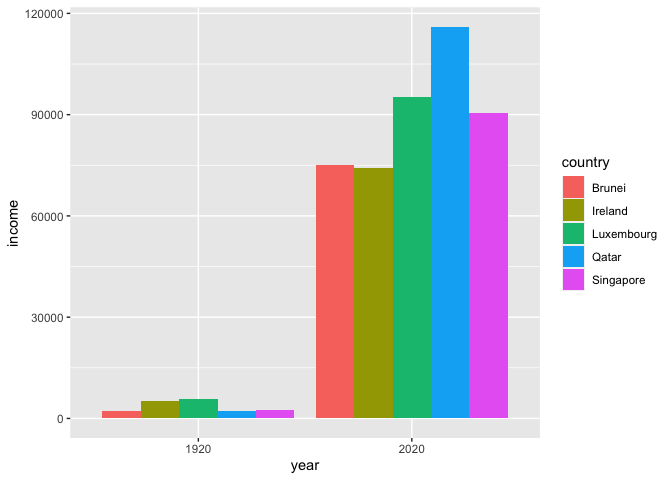 120000
90000
60000
30000
0
income
1920
2020
year
country
Brunei
Ireland
Luxembourg
Qatar
Singapore